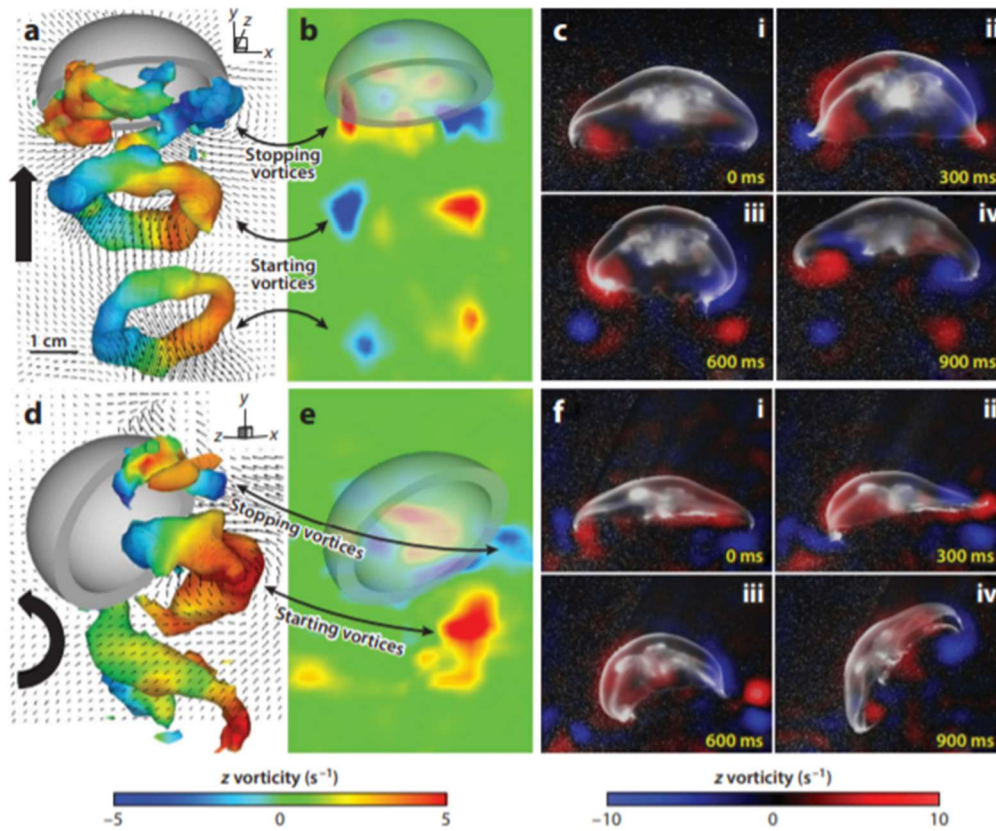 a
y
z
x
b
c
i
ii
Stopping
vortices
0 ms
300 ms
iii
iv
Starting
vortices
1 cm
600 ms
900 ms
d
y
z
x
e
f
i
ii
Stopping vortices
0 ms
300 ms
iii
iv
Starting vortices
600 ms
900 ms
z vorticity (s⁻¹)
−5
0
5
z vorticity (s⁻¹)
−10
0
10